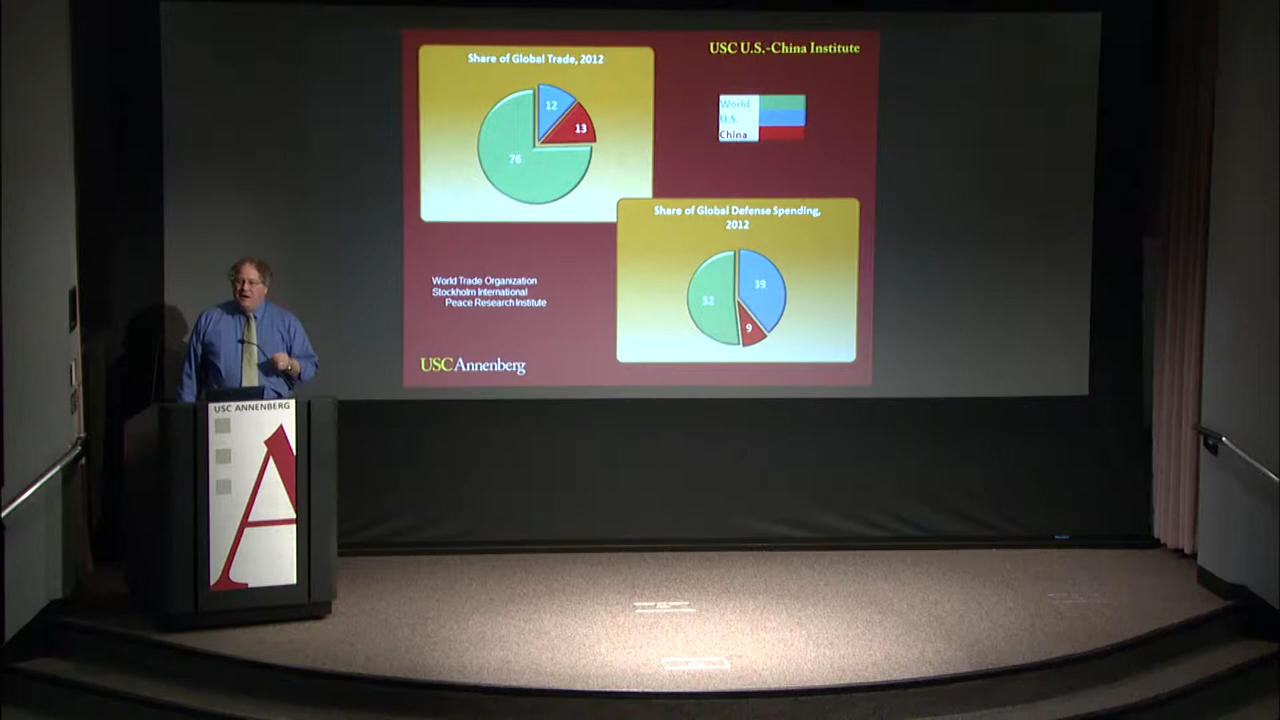 Share of Global Trade, 2012
12
13
76
USC U.S.-China Institute
World
U.S.
China
Share of Global Defense Spending,
2012
39
52
9
World Trade Organization
Stockholm International
Peace Research Institute
USC Annenberg
USC ANNENBERG
A